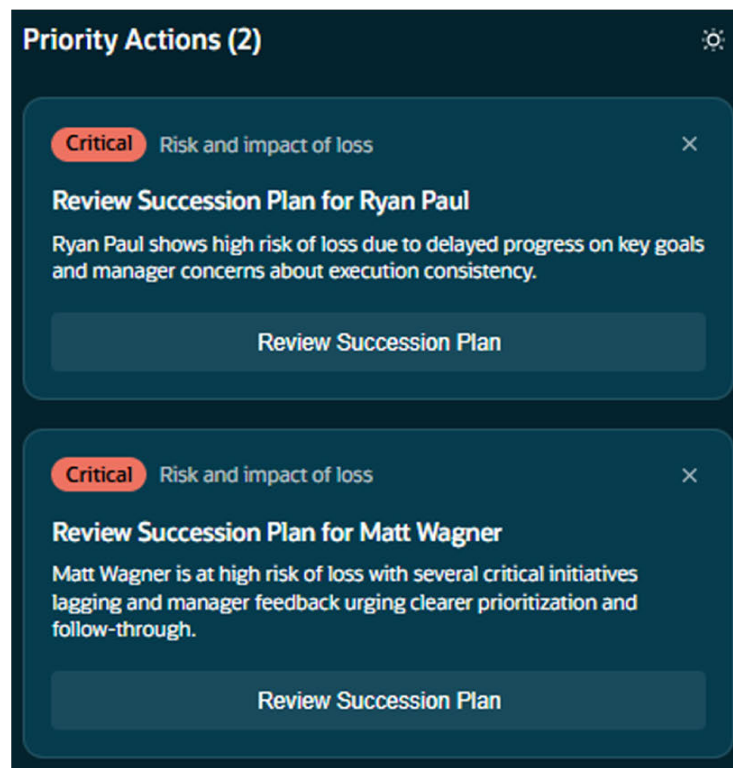 Priority Actions (2)
Critical Risk and impact of loss
Review Succession Plan for Ryan Paul
Ryan Paul shows high risk of loss due to delayed progress on key goals
and manager concerns about execution consistency.
Review Succession Plan
Critical Risk and impact of loss
Review Succession Plan for Matt Wagner
Matt Wagner is at high risk of loss with several critical initiatives
lagging and manager feedback urging clearer prioritization and
follow-through.
Review Succession Plan